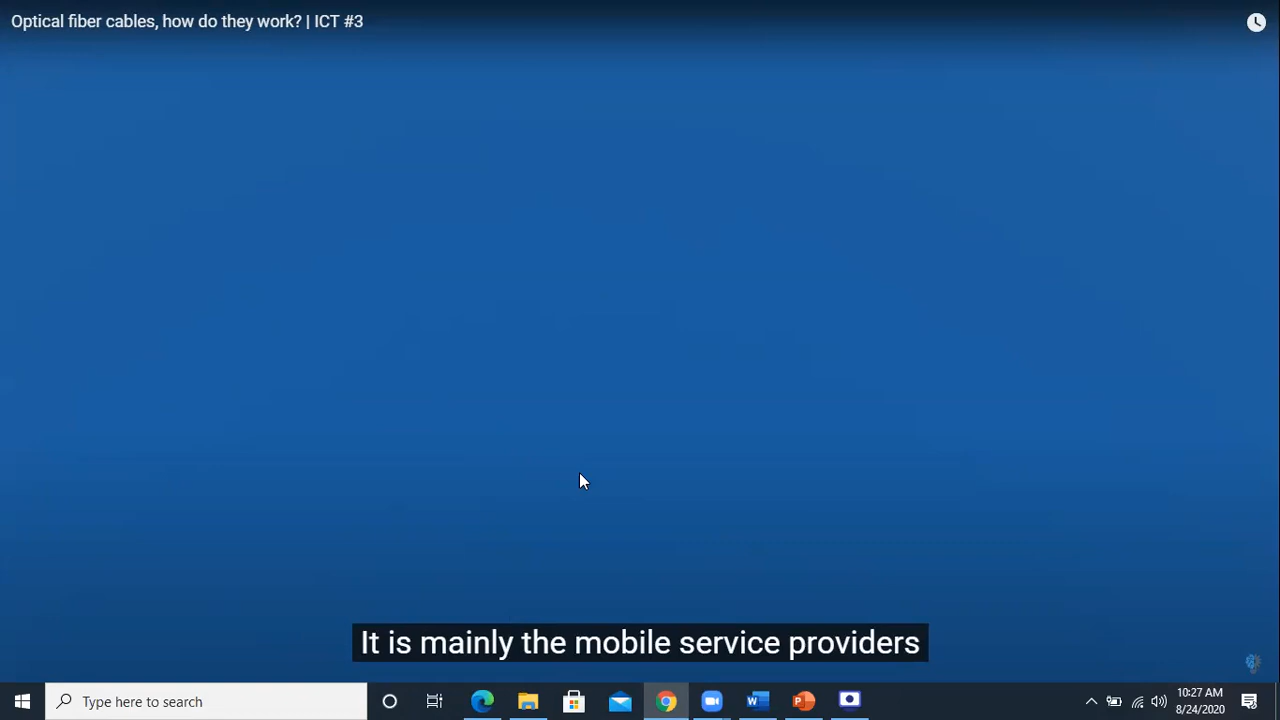 Optical fiber cables, how do they work? | ICT #3
It is mainly the mobile service providers
Type here to search
10:27 AM
8/24/2020